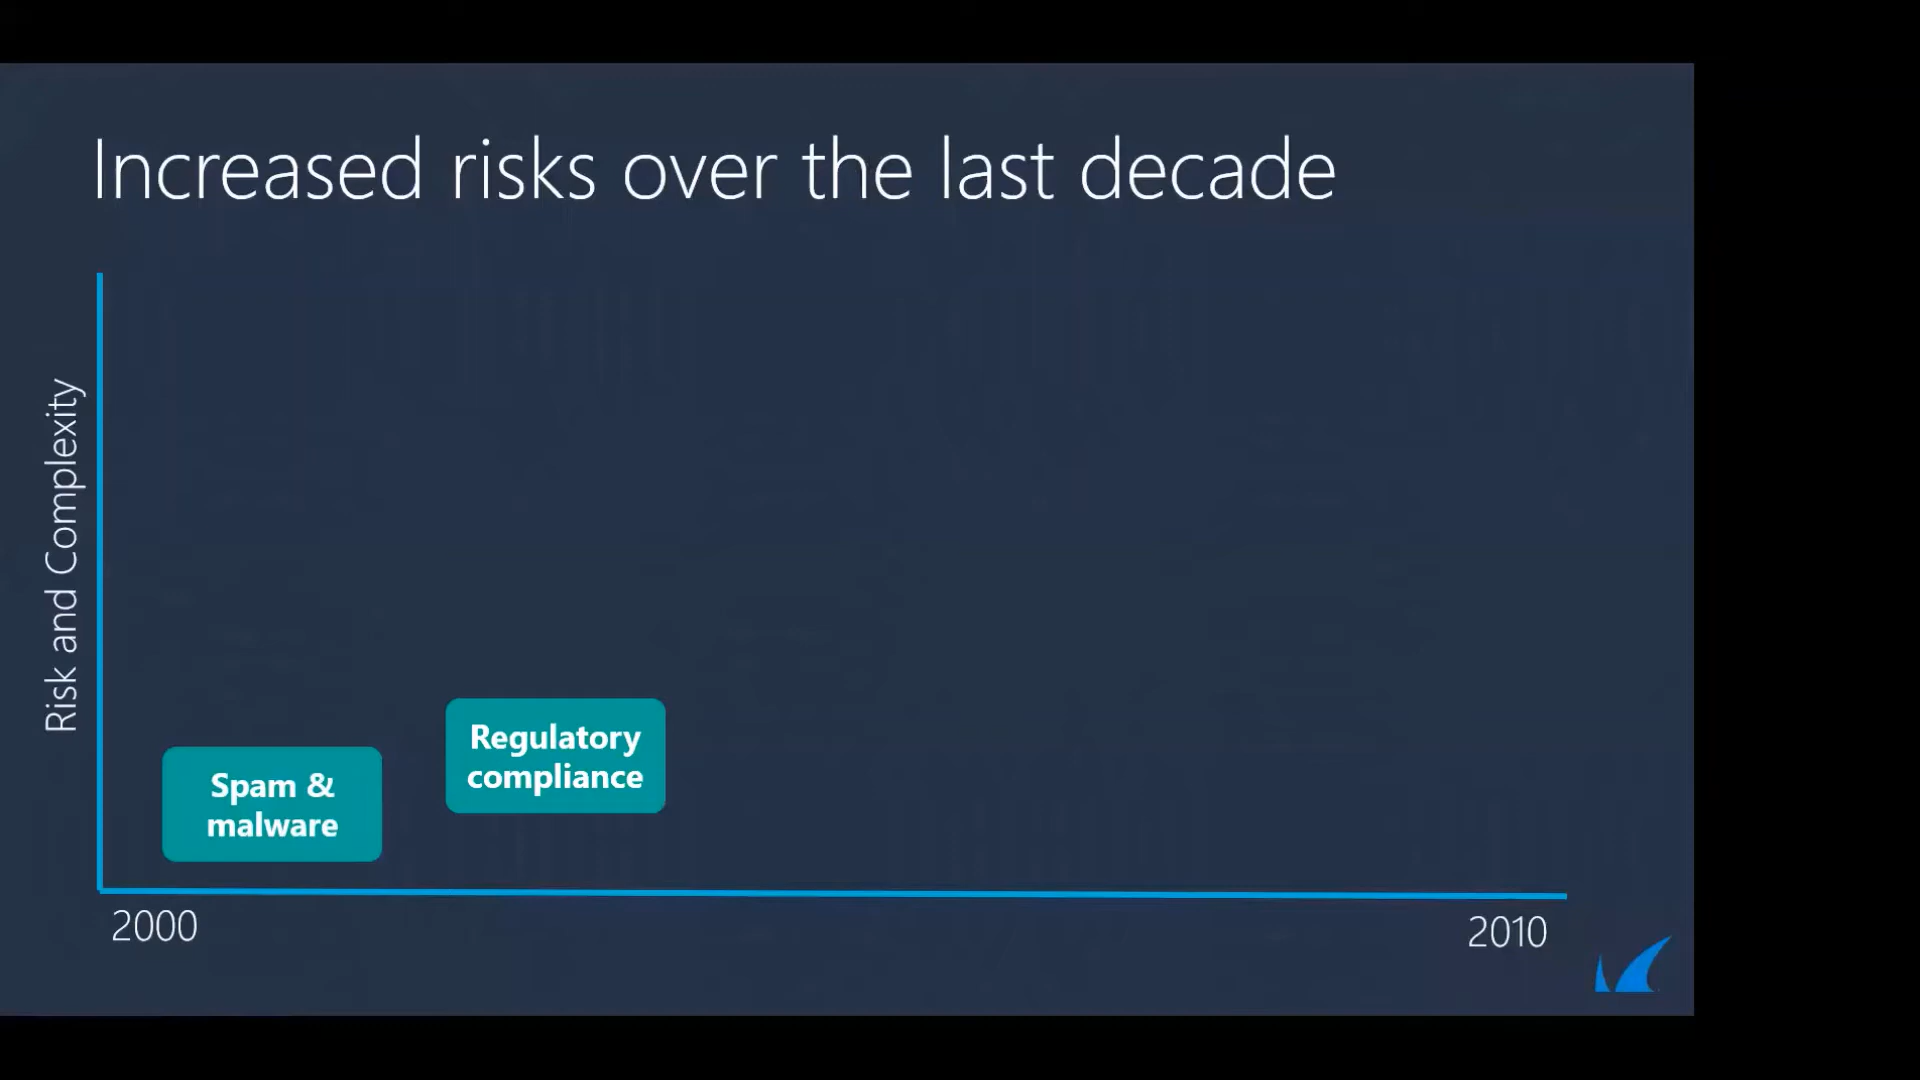 Increased risks over the last decade
Risk and Complexity
Regulatory
compliance
Spam &
malware
2000
2010